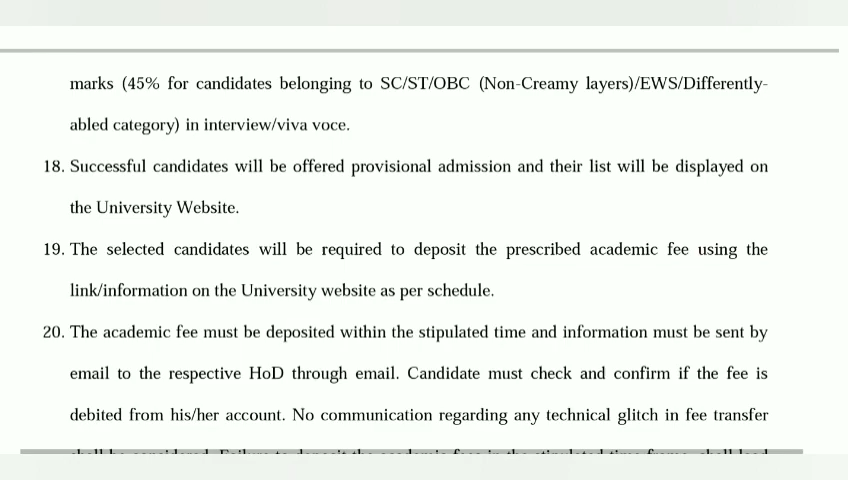 marks (45% for candidates belonging to SC/ST/OBC (Non-Creamy layers)/EWS/Differently-
abled category) in interview/viva voce.
18. Successful candidates will be offered provisional admission and their list will be displayed on
the University Website.
19. The selected candidates will be required to deposit the prescribed academic fee using the
link/information on the University website as per schedule.
20. The academic fee must be deposited within the stipulated time and information must be sent by
email to the respective HoD through email. Candidate must check and confirm if the fee is
debited from his/her account. No communication regarding any technical glitch in fee transfer